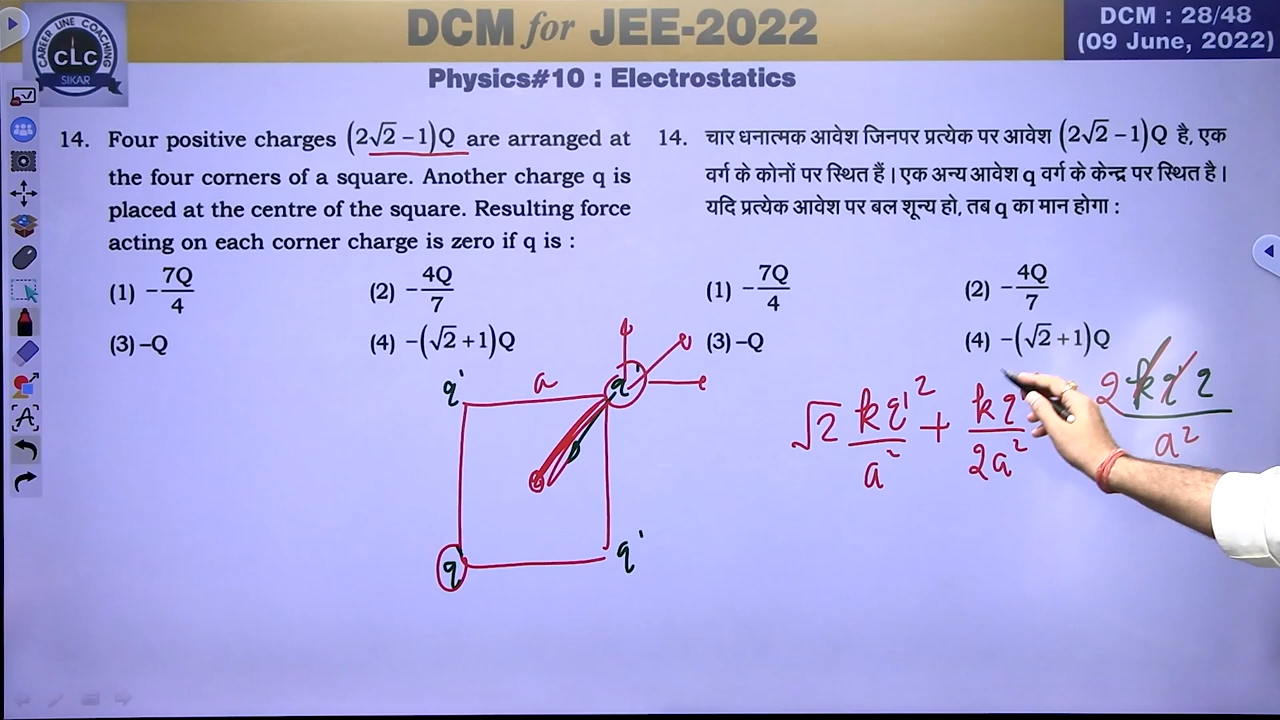 DCM for JEE-2022
DCM : 28/48
(09 June, 2022)
CAREER LINE COACHING
CLC
SIKAR
Physics#10 : Electrostatics
14. Four positive charges (2√2 − 1)Q are arranged at
the four corners of a square. Another charge q is
placed at the centre of the square. Resulting force
acting on each corner charge is zero if q is :
(1) −7Q/4 (2) −4Q/7
(3) −Q (4) −(√2 + 1)Q
14. चार धनात्मक आवेश जिनपर प्रत्येक पर आवेश (2√2 − 1)Q है, एक
वर्ग के कोनों पर स्थित हैं। एक अन्य आवेश q वर्ग के केन्द्र पर स्थित है।
यदि प्रत्येक आवेश पर बल शून्य हो, तब q का मान होगा :
(1) −7Q/4 (2) −4Q/7
(3) −Q (4) −(√2 + 1)Q
q' a q'
q q'
√2 kq'²/a² + kq/2a² 2kq'q/a²